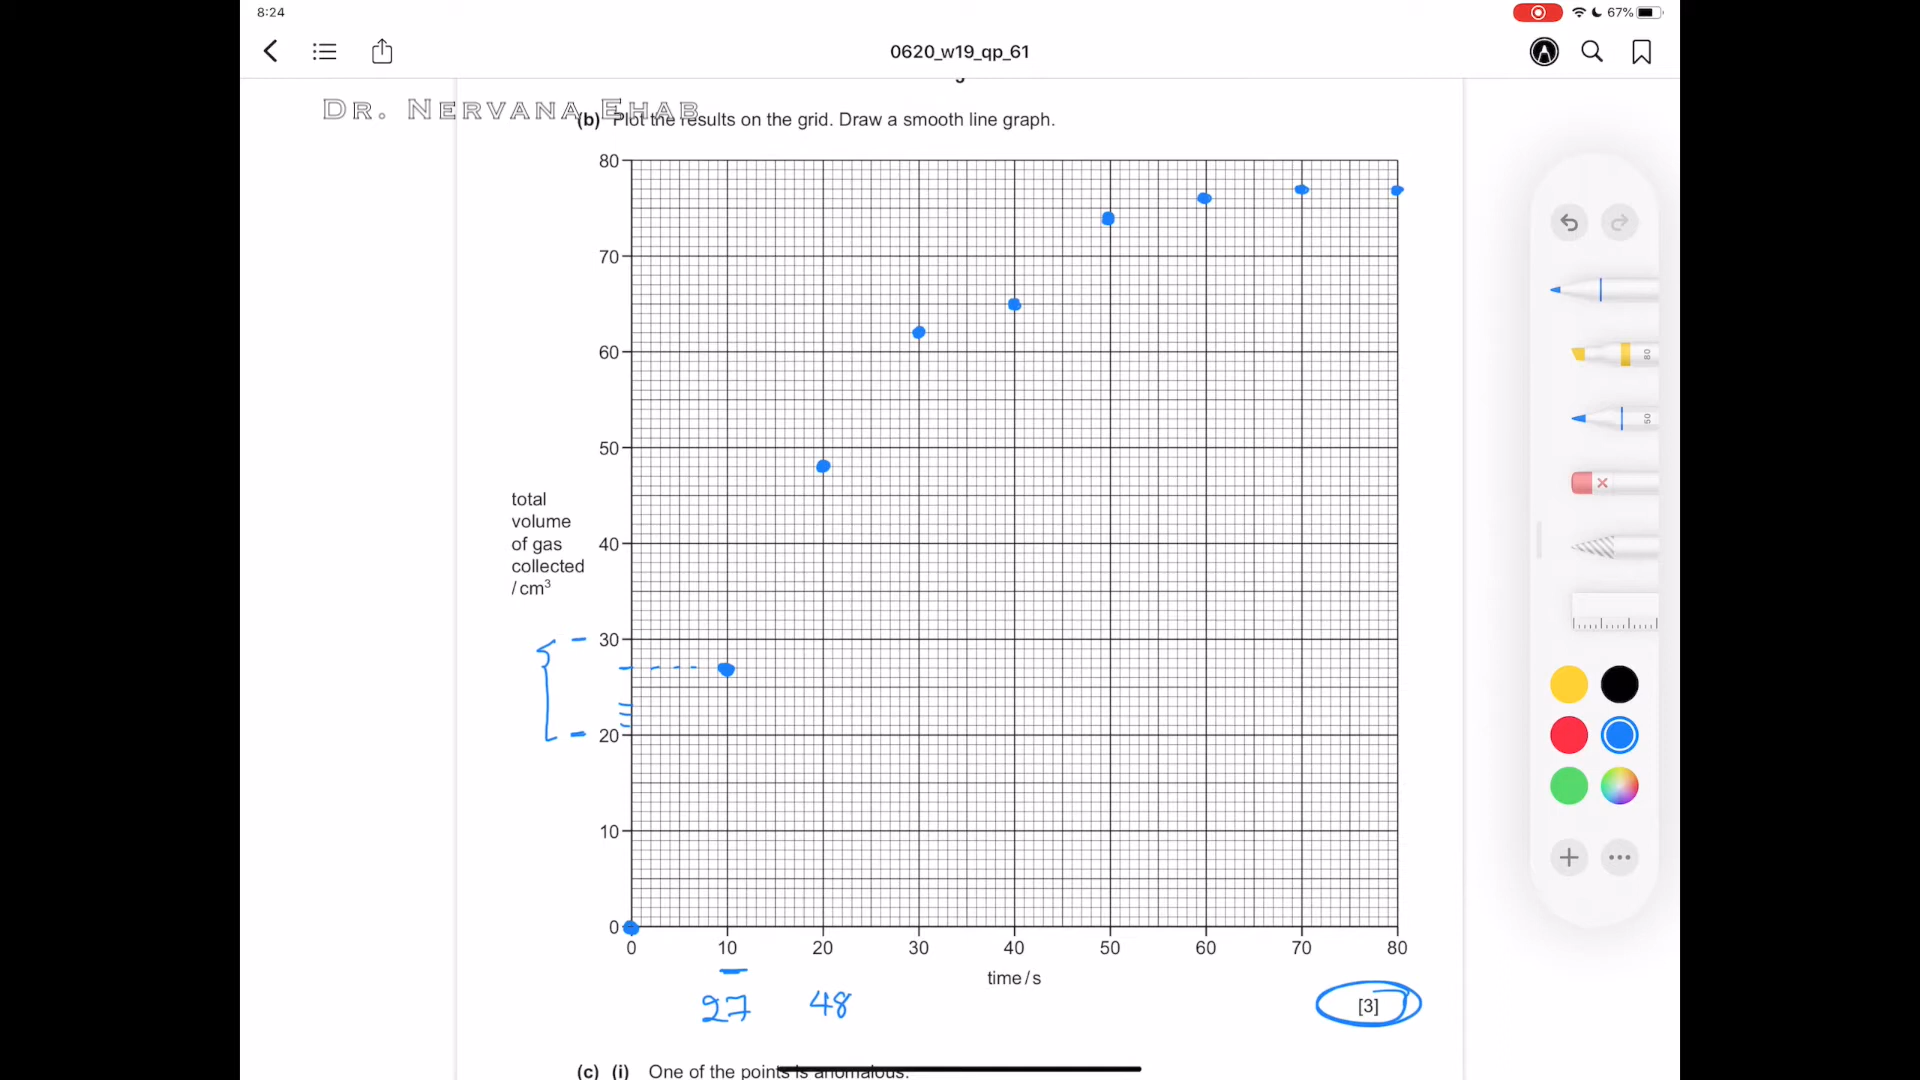 8:24
67%
0620_w19_qp_61
DR. NERVANA EHAB
(b) Plot the results on the grid. Draw a smooth line graph.
80
70
60
50
40
30
20
10
0
total
volume
of gas
collected
/cm³
0 10 20 30 40 50 60 70 80
time/s
27 48
[3]
(c) (i) One of the points is anomalous.
80
50